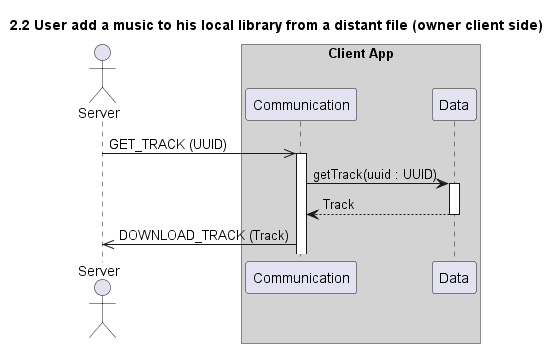 2.2 User add a music to his local library from a distant file (owner client side)
Client App
Server
Communication
Data
GET_TRACK (UUID)
getTrack(uuid : UUID)
Track
DOWNLOAD_TRACK (Track)
Server
Communication
Data